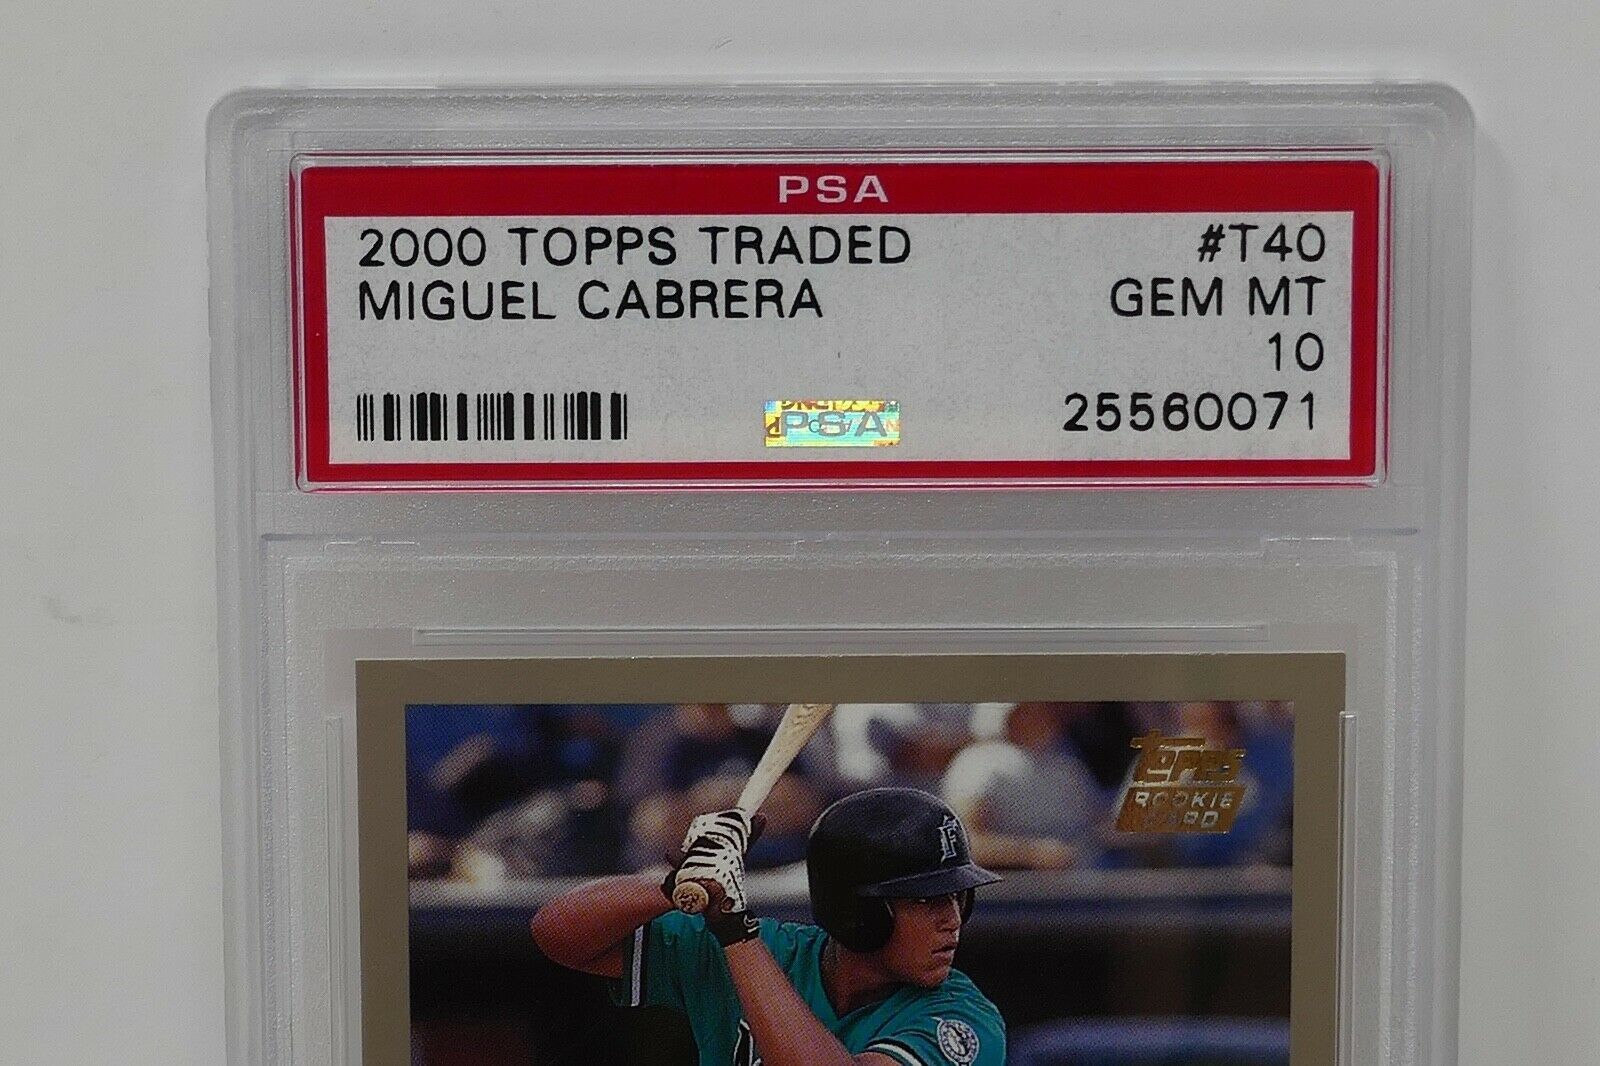 PSA
2000 TOPPS TRADED #T40
MIGUEL CABRERA GEM MT
10
PSA
25560071
Topps
ROOKIE
CARD
F